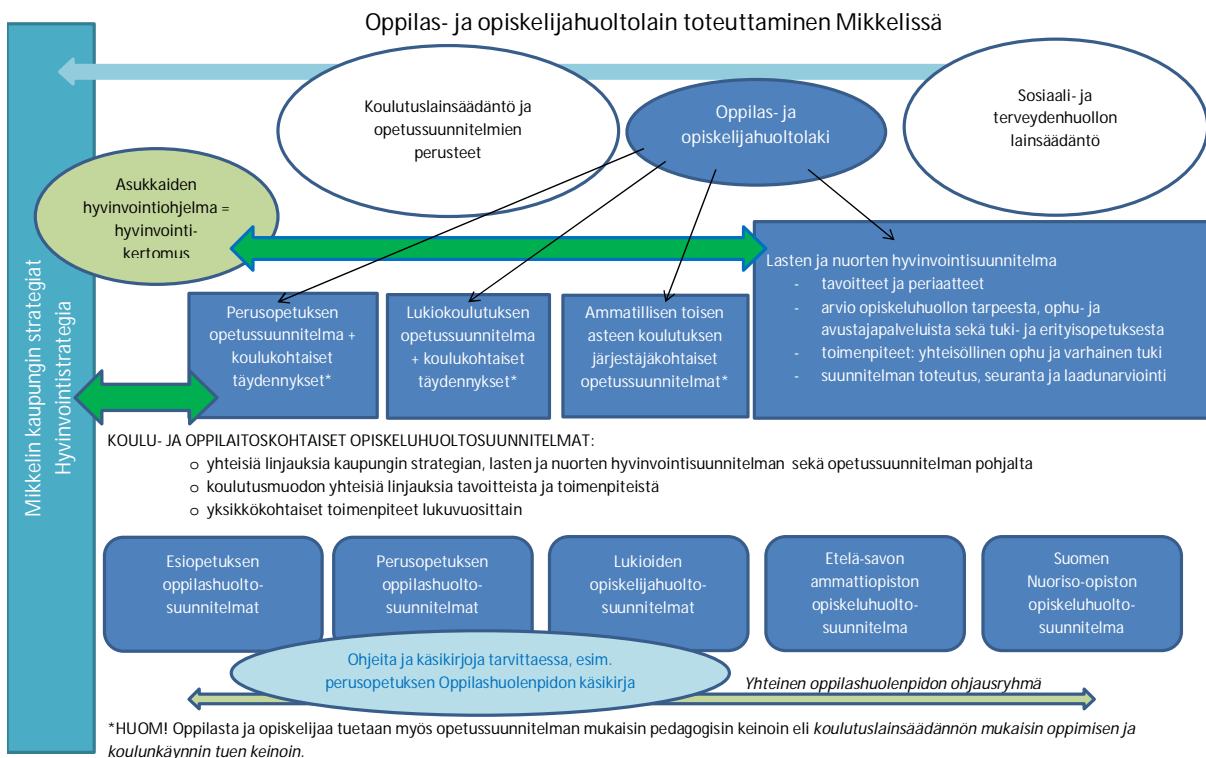 Oppilas- ja opiskelijahuoltolain toteuttaminen Mikkelissä
Mikkelin kaupungin strategiat
Hyvinvointistrategia
Koulutuslainsäädäntö ja
opetussuunnitelmien
perusteet
Oppilas- ja
opiskelijahuoltolaki
Sosiaali- ja
terveydenhuollon
lainsäädäntö
Asukkaiden
hyvinvointiohjelma =
hyvinvointi-
kertomus
Perusopetuksen
opetussuunnitelma +
koulukohtaiset
täydennykset*
Lukiokoulutuksen
opetussuunnitelma
+ koulukohtaiset
täydennykset*
Ammatillisen toisen
asteen koulutuksen
järjestäjäkohtaiset
opetussuunnitelmat*
Lasten ja nuorten hyvinvointisuunnitelma
- tavoitteet ja periaatteet
- arvio opiskeluhuollon tarpeesta, ophu- ja
avustajapalveluista sekä tuki- ja erityisopetuksesta
- toimenpiteet: yhteisöllinen ophu ja varhainen tuki
- suunnitelman toteutus, seuranta ja laadunarviointi
KOULU- JA OPPILAITOSKOHTAISET OPISKELUHUOLTOSUUNNITELMAT:
o yhteisiä linjauksia kaupungin strategian, lasten ja nuorten hyvinvointisuunnitelman sekä opetussuunnitelman pohjalta
o koulutusmuodon yhteisiä linjauksia tavoitteista ja toimenpiteistä
o yksikkökohtaiset toimenpiteet lukuvuosittain
Esiopetuksen
oppilashuolto-
suunnitelmat
Perusopetuksen
oppilashuolto-
suunnitelmat
Lukioiden
opiskelijahuolto-
suunnitelmat
Etelä-savon
ammattiopiston
opiskeluhuolto-
suunnitelma
Suomen
Nuoriso-opiston
opiskeluhuolto-
suunnitelma
Ohjeita ja käsikirjoja tarvittaessa, esim.
perusopetuksen Oppilashuolenpidon käsikirja
Yhteinen oppilashuolenpidon ohjausryhmä
*HUOM! Oppilasta ja opiskelijaa tuetaan myös opetussuunnitelman mukaisin pedagogisin keinoin eli koulutuslainsäädännön mukaisin oppimisen ja
koulunkäynnin tuen keinoin.